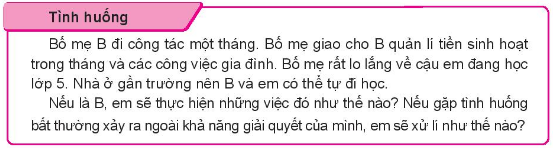 Tình huống
Bố mẹ B đi công tác một tháng. Bố mẹ giao cho B quản lí tiền sinh hoạt
trong tháng và các công việc gia đình. Bố mẹ rất lo lắng về cậu em đang học
lớp 5. Nhà ở gần trường nên B và em có thể tự đi học.
Nếu là B, em sẽ thực hiện những việc đó như thế nào? Nếu gặp tình huống
bất thường xảy ra ngoài khả năng giải quyết của mình, em sẽ xử lí như thế nào?